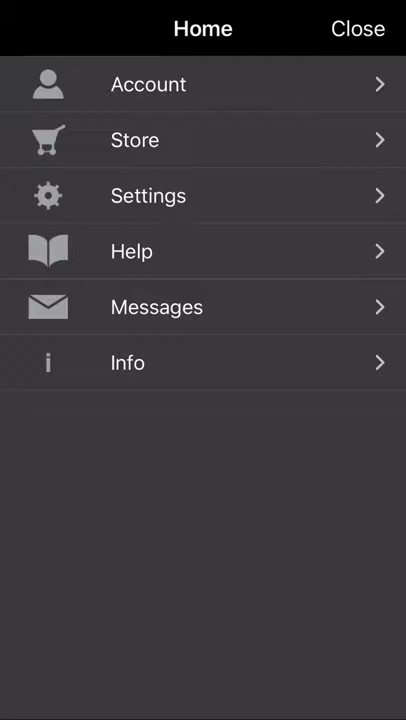 Home
Close
Account
Store
Settings
Help
Messages
Info